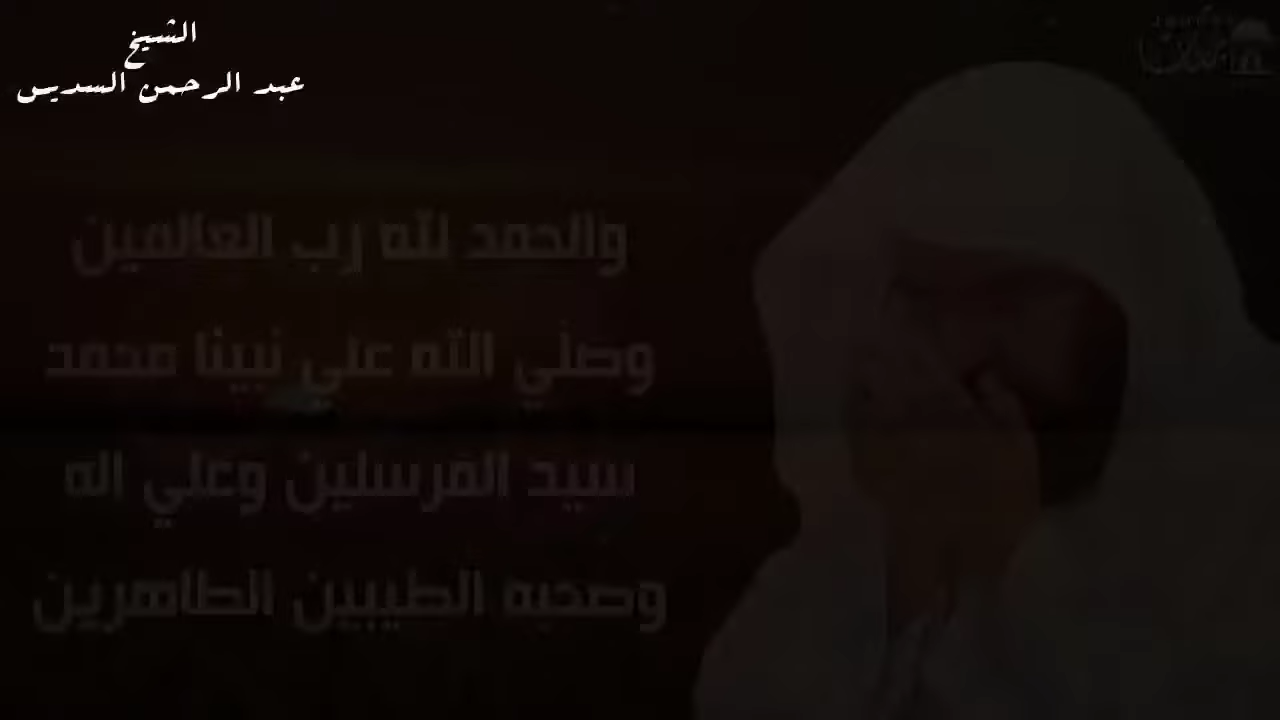 الشيخ
عبد الرحمن السديس
والحمد لله رب العالمين
وصلي الله علي نبينا محمد
سيد المرسلين وعلي اله
وصحبه الطيبين الطاهرين